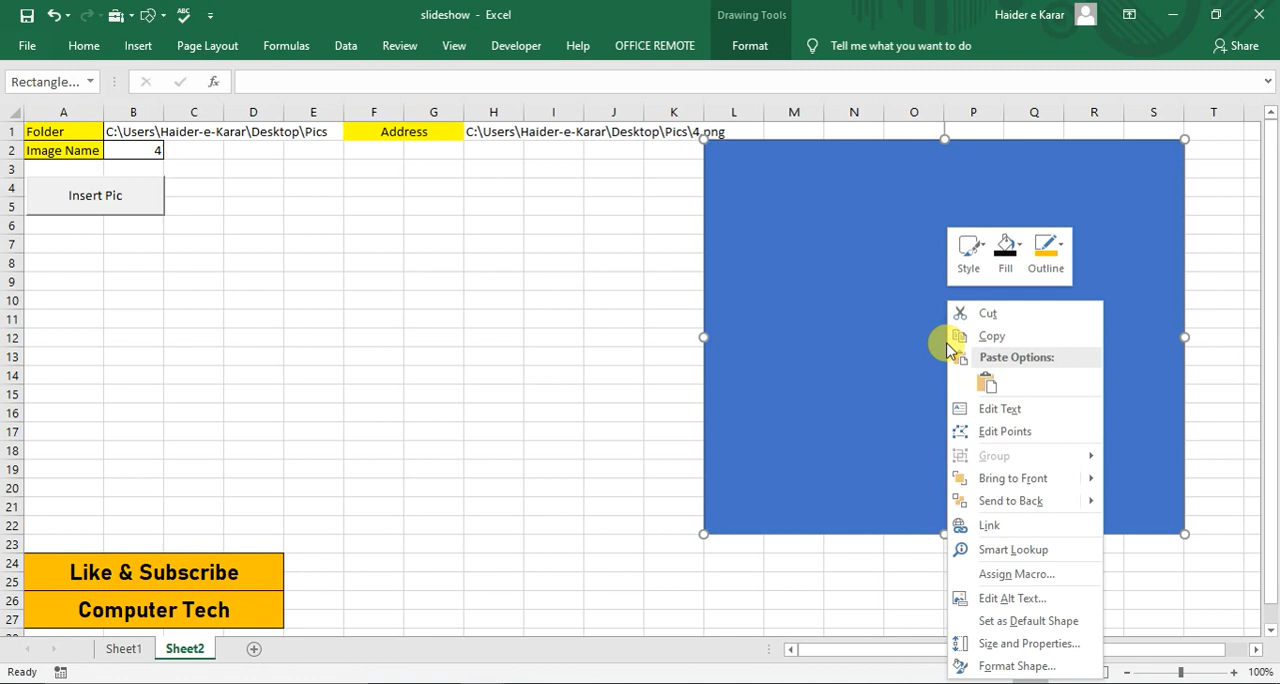 slideshow - Excel
Drawing Tools
Haider e Karar
File Home Insert Page Layout Formulas Data Review View Developer Help OFFICE REMOTE Format Tell me what you want to do Share
Rectangle... fx
A B C D E F G H I J K L M N O P Q R S T
1 Folder C:\Users\Haider-e-Karar\Desktop\Pics Address C:\Users\Haider-e-Karar\Desktop\Pics\4.png
2 Image Name 4
3
4
Insert Pic
5
6
7
8
9
10
11
12
13
14
15
16
17
18
19
20
21
22
23
24
25
26
27
Style Fill Outline
Cut
Copy
Paste Options:
Edit Text
Edit Points
Group
Bring to Front
Send to Back
Link
Smart Lookup
Assign Macro...
Edit Alt Text...
Set as Default Shape
Size and Properties...
Format Shape...
Like & Subscribe
Computer Tech
Sheet1 Sheet2
Ready
100%